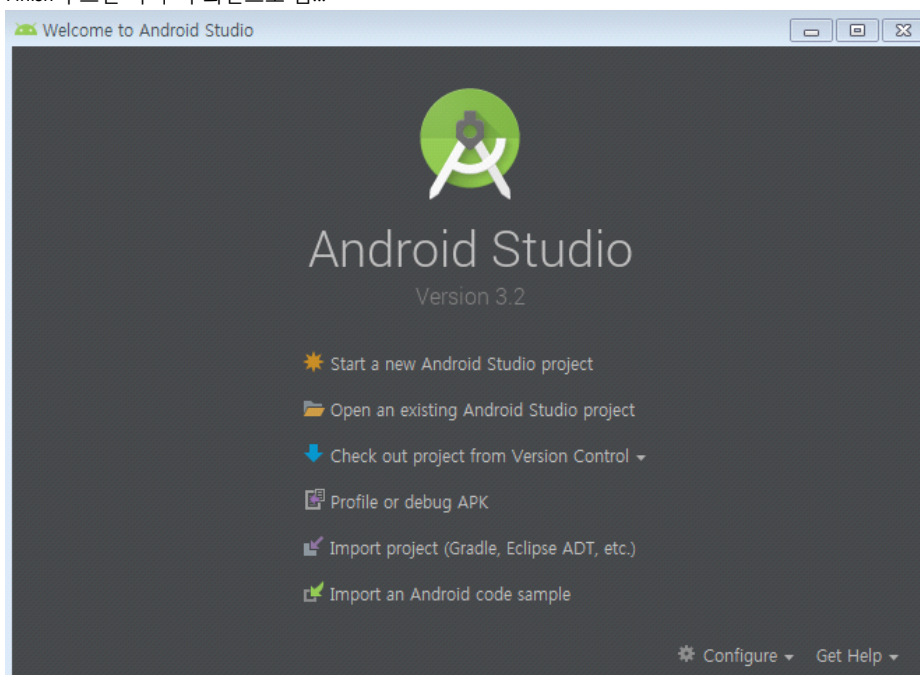 Welcome to Android Studio
Android Studio
Version 3.2
Start a new Android Studio project
Open an existing Android Studio project
Check out project from Version Control
Profile or debug APK
Import project (Gradle, Eclipse ADT, etc.)
Import an Android code sample
Configure
Get Help